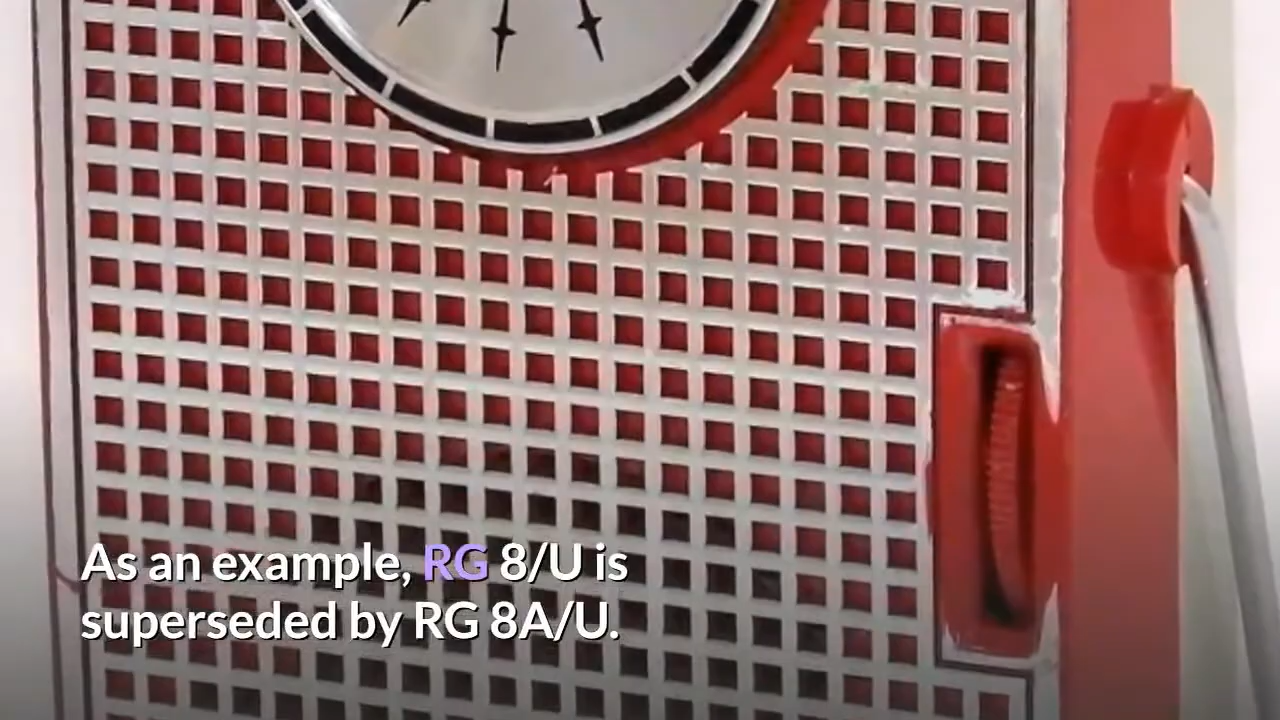 As an example, RG 8/U is
superseded by RG 8A/U.